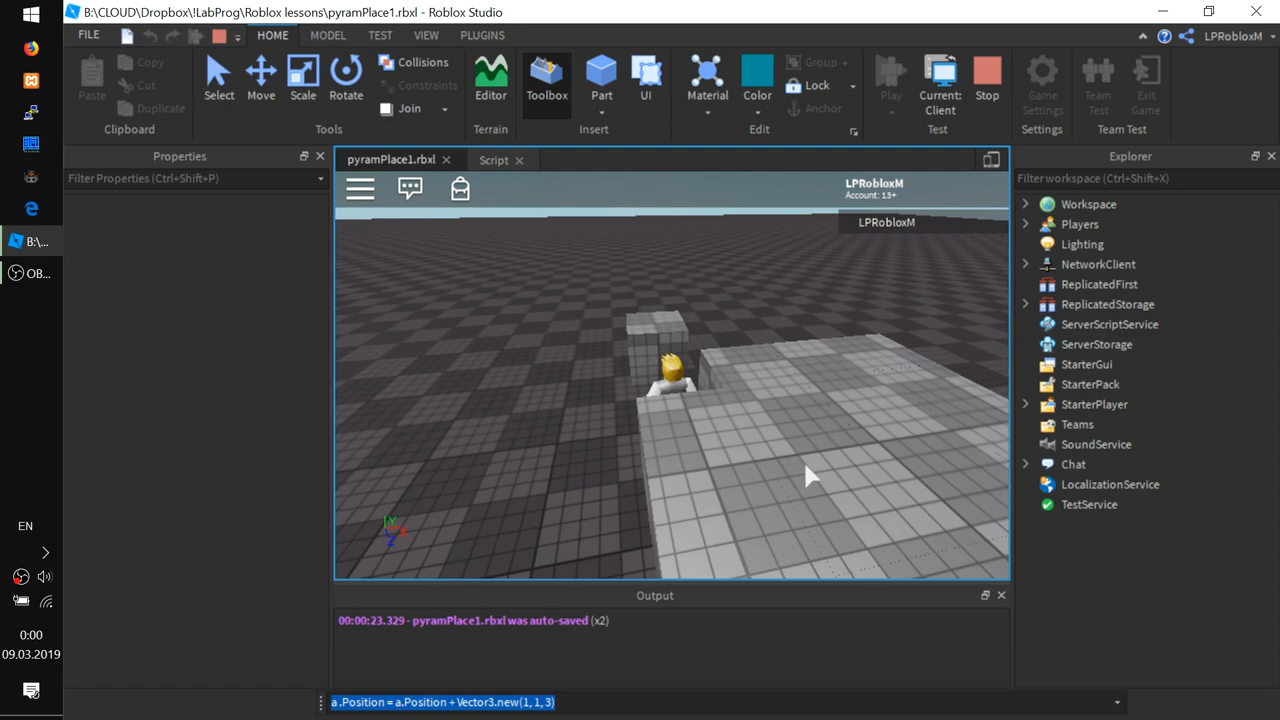 B:\CLOUD\Dropbox\!LabProg\Roblox lessons\pyramPlace1.rbxl - Roblox Studio
FILE HOME MODEL TEST VIEW PLUGINS LPRobloxM
Paste Copy Cut Duplicate
Clipboard
Select Move Scale Rotate Collisions Constraints Join
Tools
Editor
Terrain
Toolbox Part UI
Insert
Material Color Group Lock Anchor
Edit
Play Current: Client Stop
Test
Game Settings
Settings
Team Test Exit Game
Team Test
Properties
Filter Properties (Ctrl+Shift+P)
pyramPlace1.rbxl Script
LPRobloxM
Account: 13+
LPRobloxM
Y
X
Z
Explorer
Filter workspace (Ctrl+Shift+X)
Workspace
Players
Lighting
NetworkClient
ReplicatedFirst
ReplicatedStorage
ServerScriptService
ServerStorage
StarterGui
StarterPack
StarterPlayer
Teams
SoundService
Chat
LocalizationService
TestService
Output
00:00:23.329 - pyramPlace1.rbxl was auto-saved (x2)
a .Position = a.Position + Vector3.new(1, 1, 3)
B:\...
OB...
EN
0:00
09.03.2019